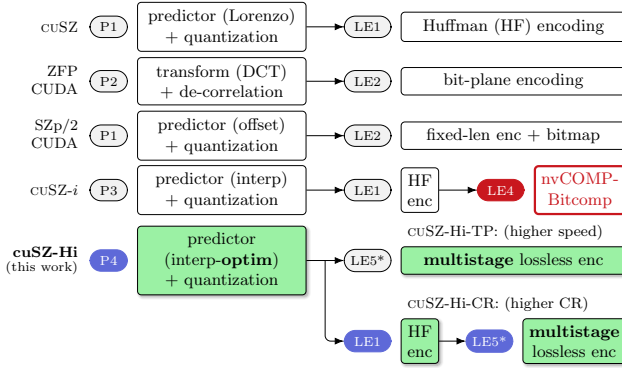 cuSZ P1 predictor (Lorenzo) + quantization LE1 Huffman (HF) encoding
ZFP CUDA P2 transform (DCT) + de-correlation LE2 bit-plane encoding
SZp/2 CUDA P1 predictor (offset) + quantization LE2 fixed-len enc + bitmap
cuSZ-i P3 predictor (interp) + quantization LE1 HF enc LE4 nvCOMP-Bitcomp
cuSZ-Hi (this work) P4 predictor (interp-optim) + quantization
cuSZ-Hi-TP: (higher speed)
LE5* multistage lossless enc
cuSZ-Hi-CR: (higher CR)
LE1 HF enc LE5* multistage lossless enc